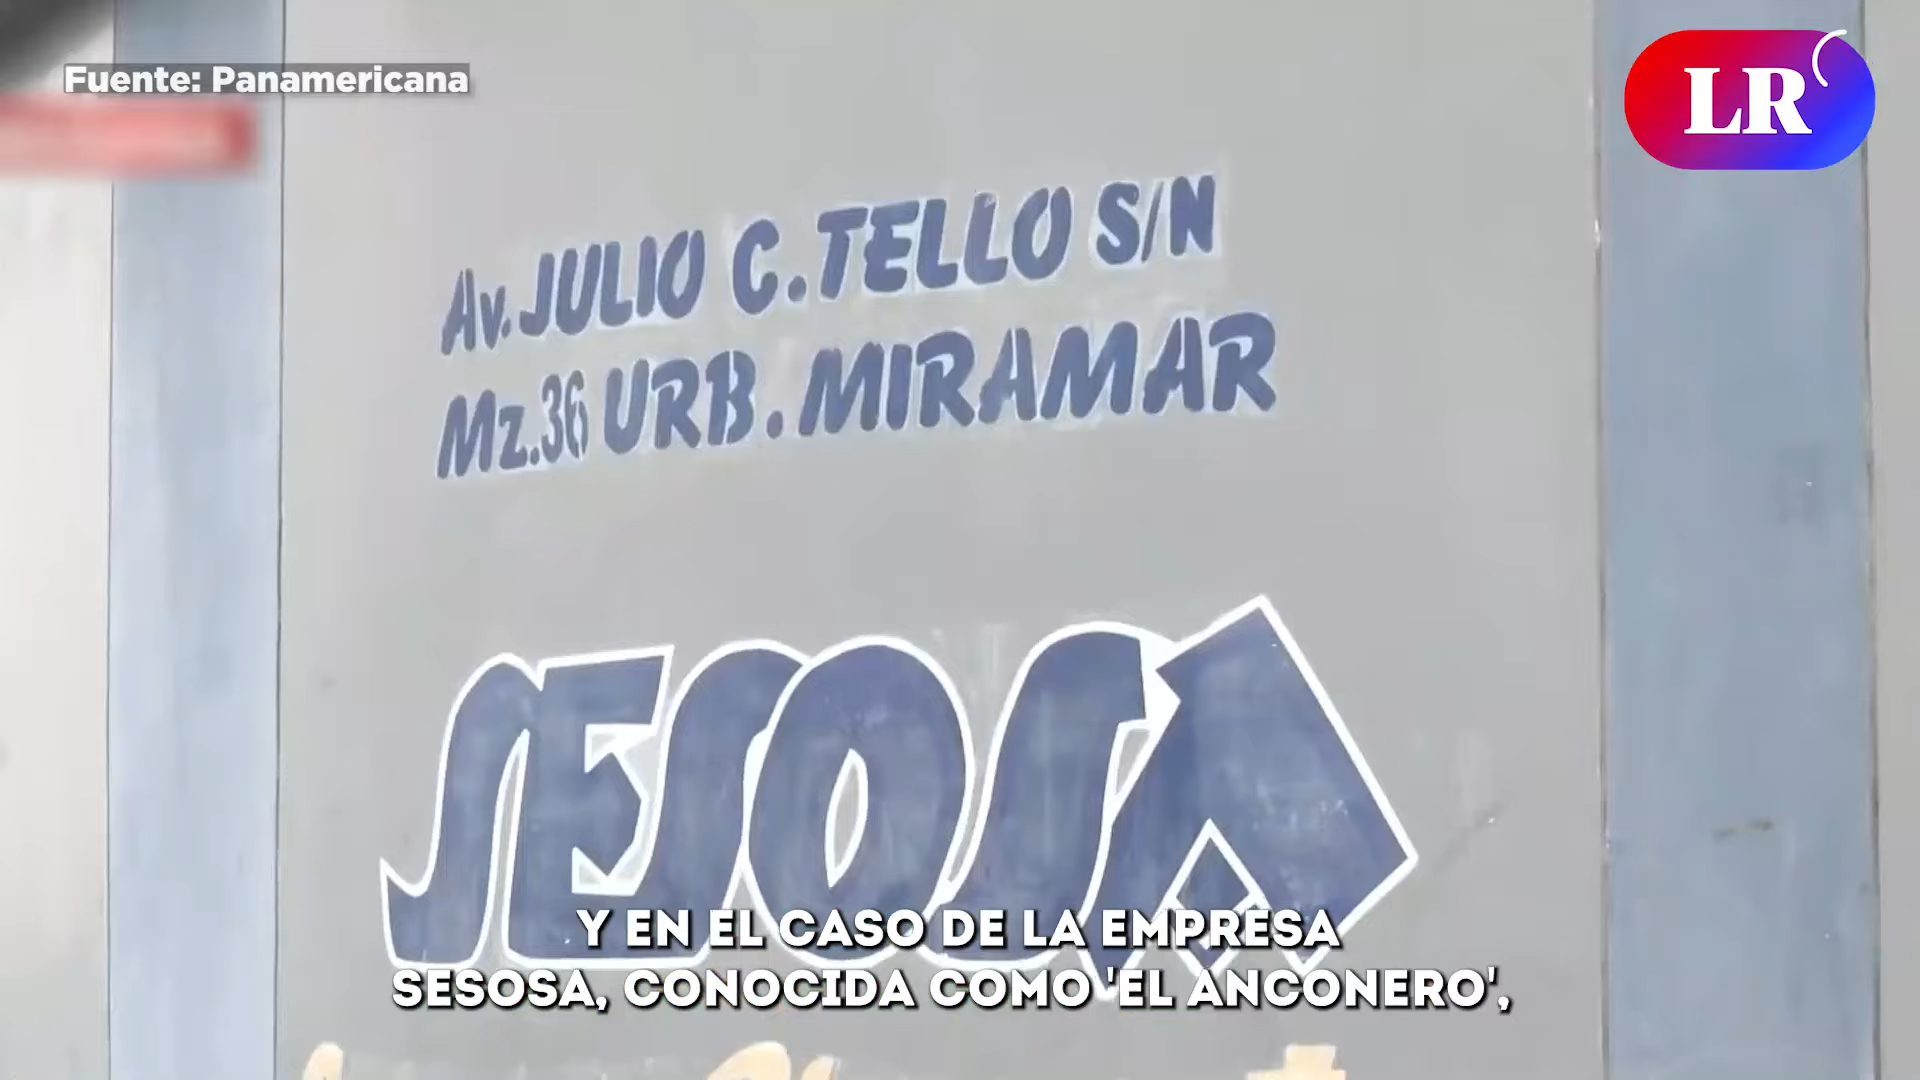 Fuente: Panamericana
LR
Av. JULIO C. TELLO S/N
Mz. 36 URB. MIRAMAR
SESOSA
Y EN EL CASO DE LA EMPRESA
SESOSA, CONOCIDA COMO 'EL ANCONERO',